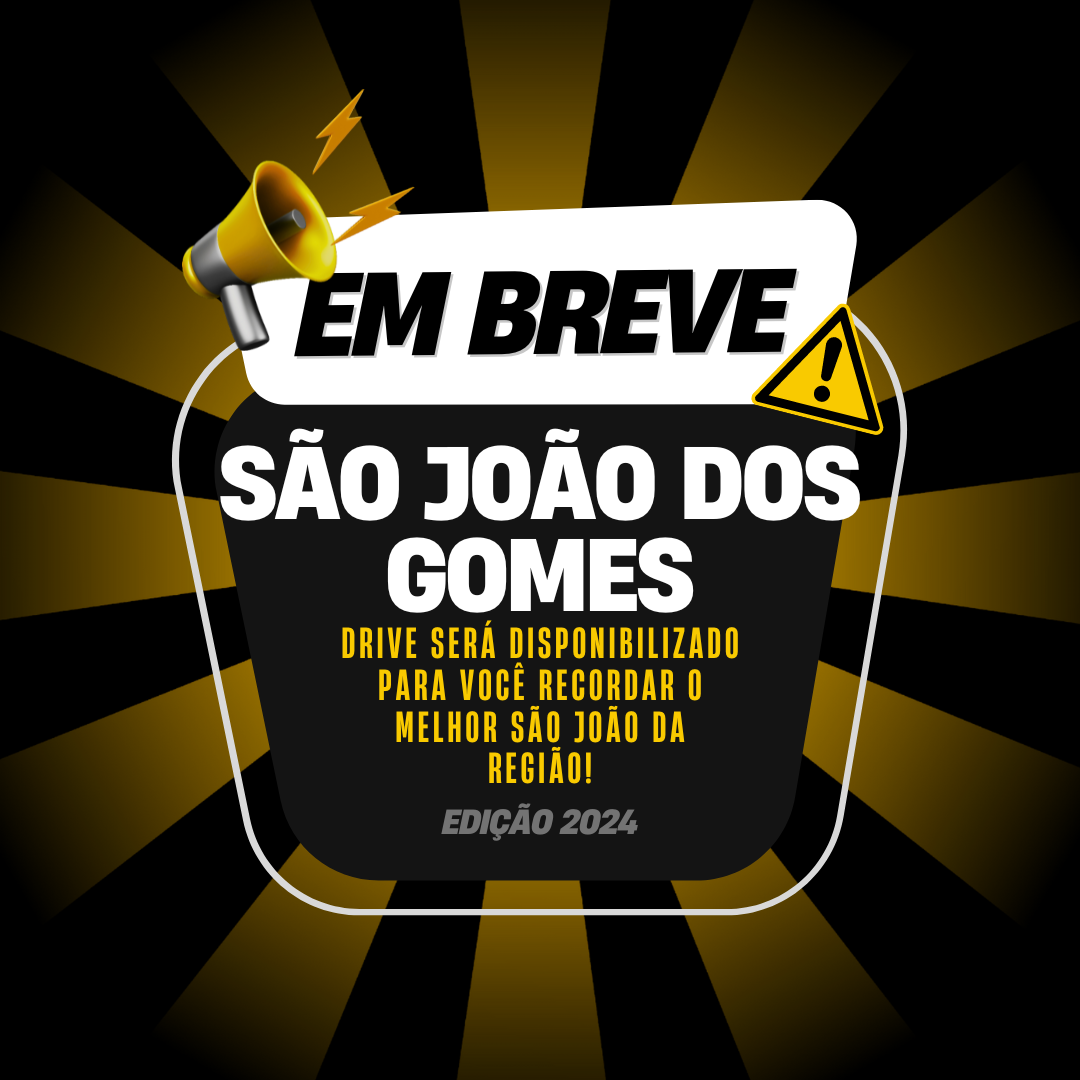 EM BREVE
SÃO JOÃO DOS
GOMES
DRIVE SERÁ DISPONIBILIZADO
PARA VOCÊ RECORDAR O
MELHOR SÃO JOÃO DA
REGIÃO!
EDIÇÃO 2024